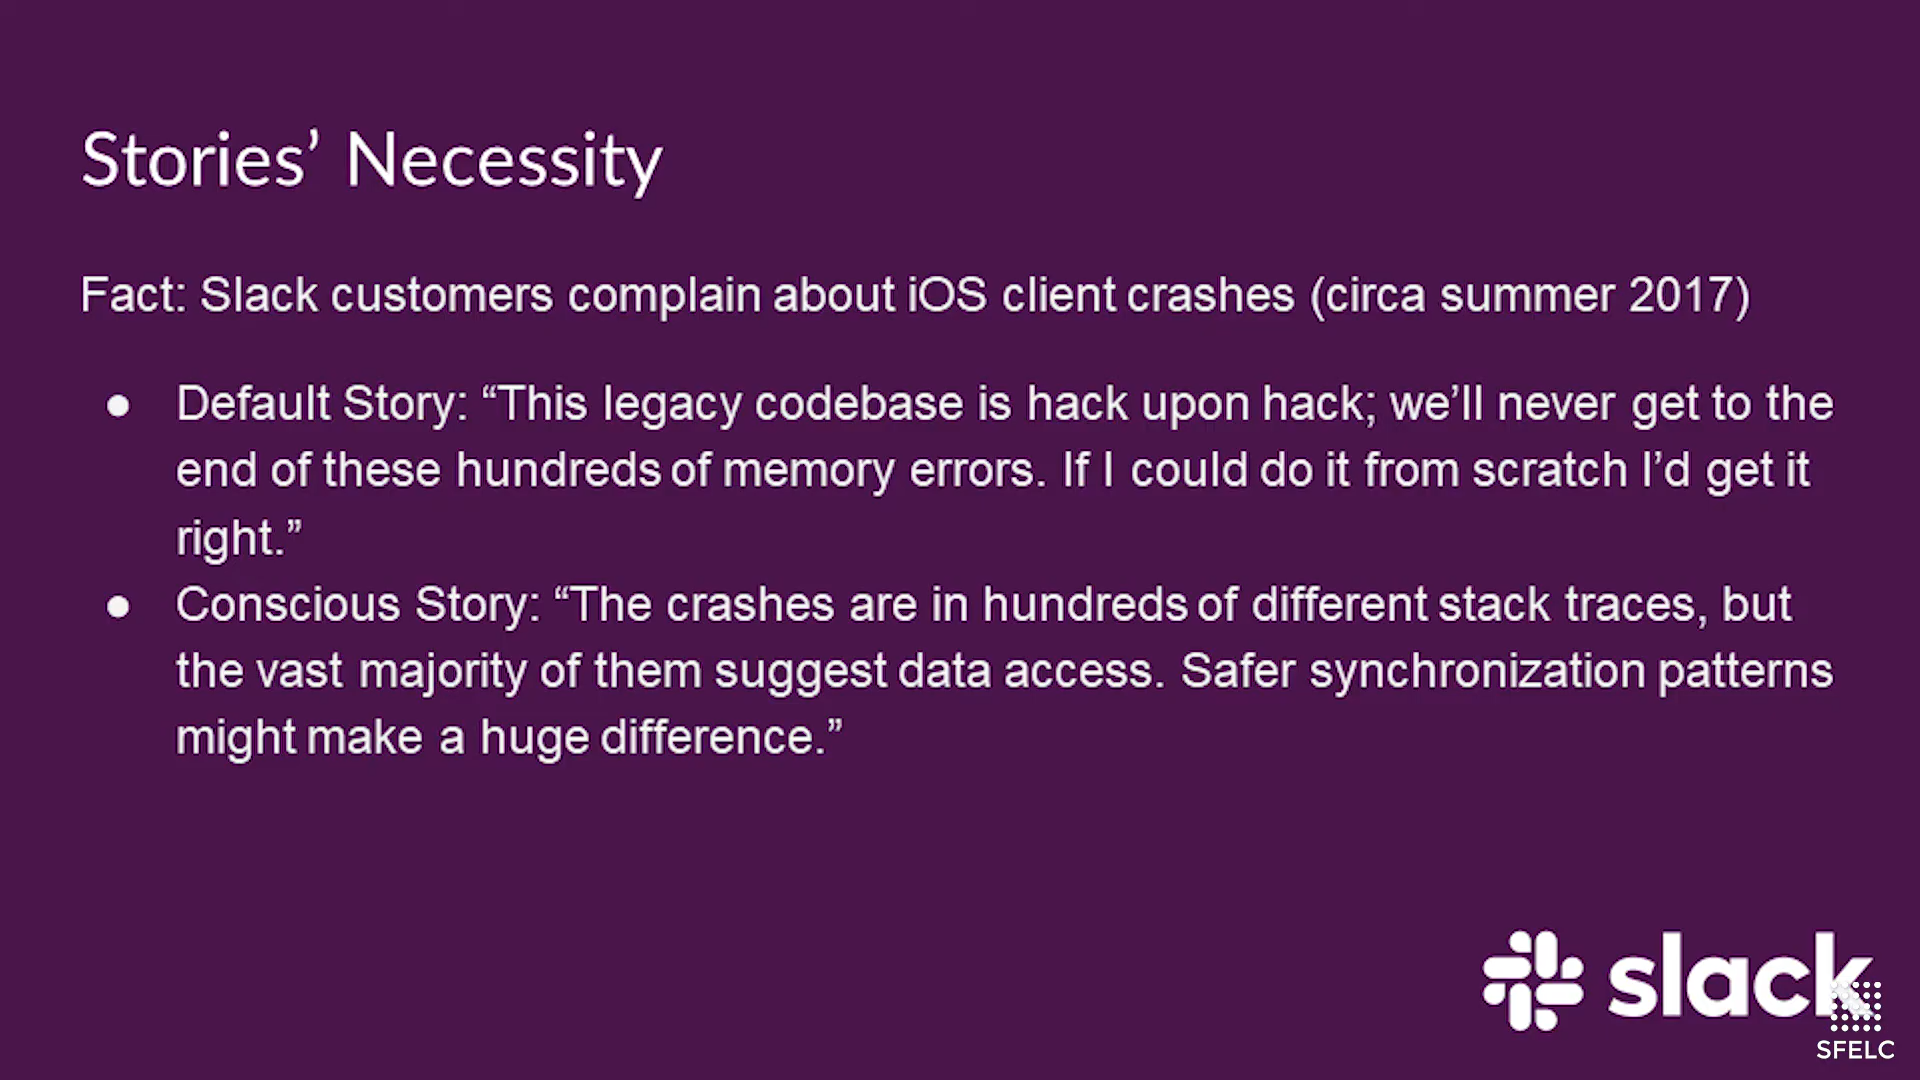 Stories’ Necessity
Fact: Slack customers complain about iOS client crashes (circa summer 2017)
● Default Story: “This legacy codebase is hack upon hack; we’ll never get to the
end of these hundreds of memory errors. If I could do it from scratch I’d get it
right.”
● Conscious Story: “The crashes are in hundreds of different stack traces, but
the vast majority of them suggest data access. Safer synchronization patterns
might make a huge difference.”
slack
SFELC